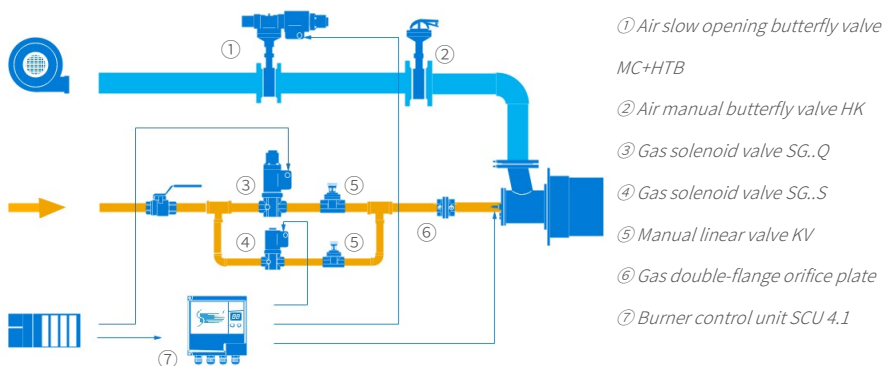 ① Air slow opening butterfly valve
MC+HTB
② Air manual butterfly valve HK
③ Gas solenoid valve SG..Q
④ Gas solenoid valve SG..S
⑤ Manual linear valve KV
⑥ Gas double-flange orifice plate
⑦ Burner control unit SCU 4.1
①
②
③
⑤
④
⑤
⑥
⑦